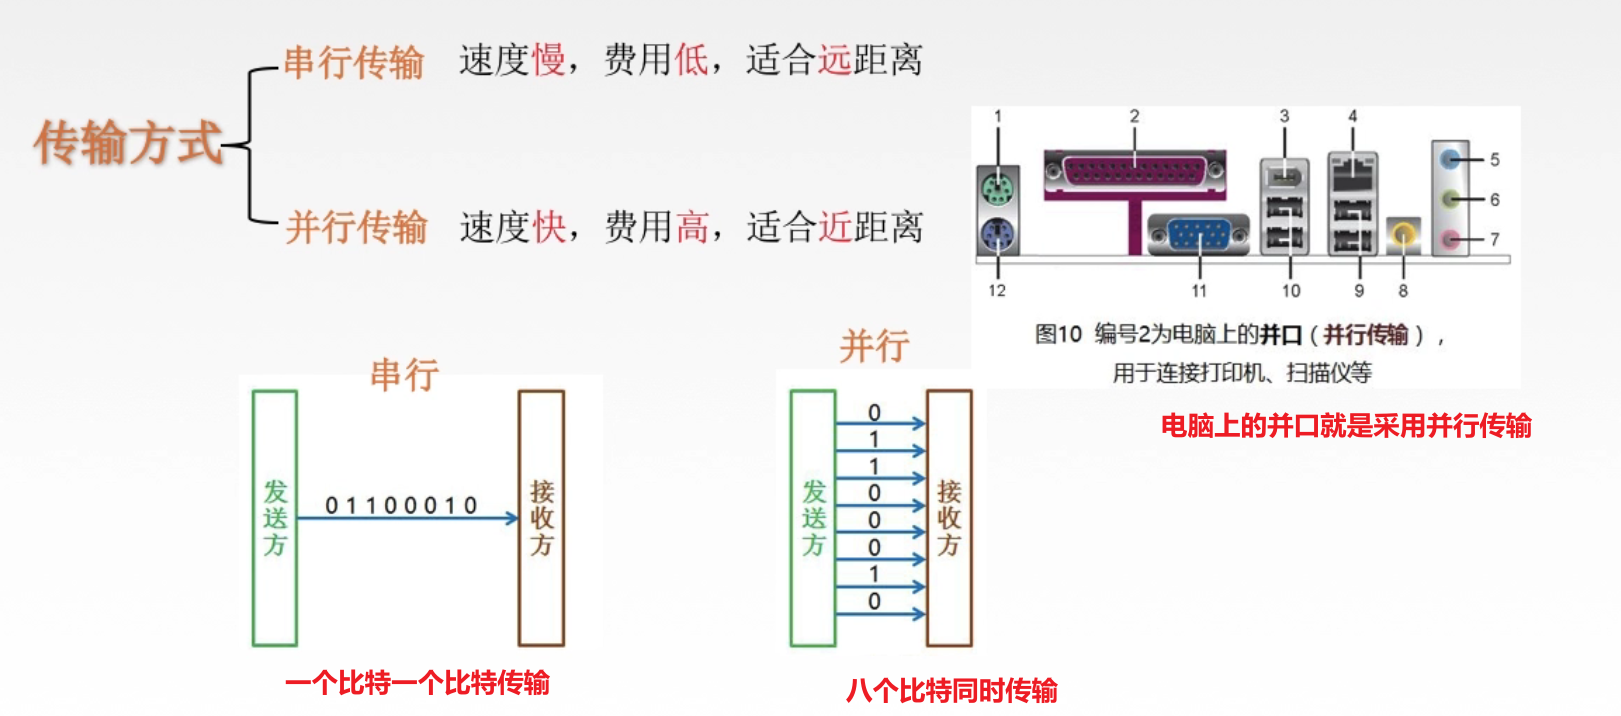 传输方式
串行传输 速度慢，费用低，适合远距离
并行传输 速度快，费用高，适合近距离
1 2 3 4
5
6
7
12 11 10 9 8
图10 编号2为电脑上的并口（并行传输），
用于连接打印机、扫描仪等
电脑上的并口就是采用并行传输
串行
发送方
01100010
接收方
一个比特一个比特传输
并行
发送方
0
1
1
0
0
0
1
0
接收方
八个比特同时传输